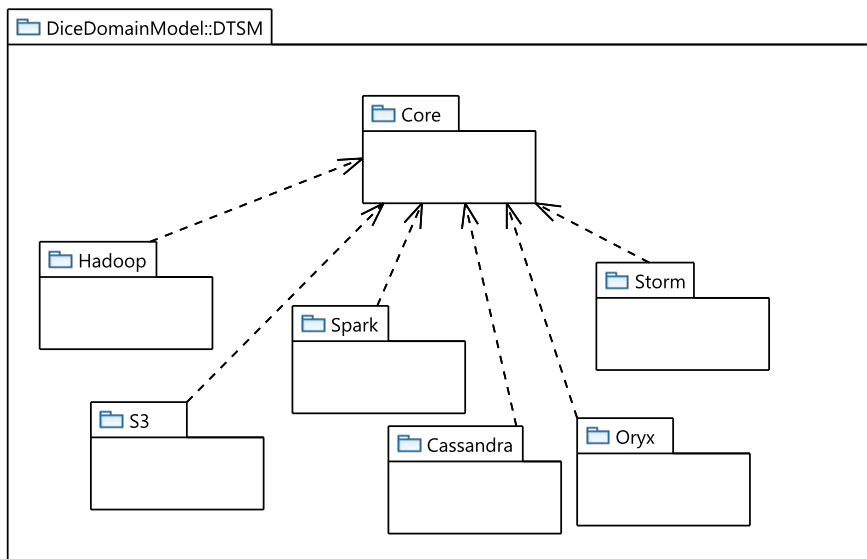 DiceDomainModel::DTSM
Core
Hadoop
Storm
Spark
S3
Cassandra
Oryx